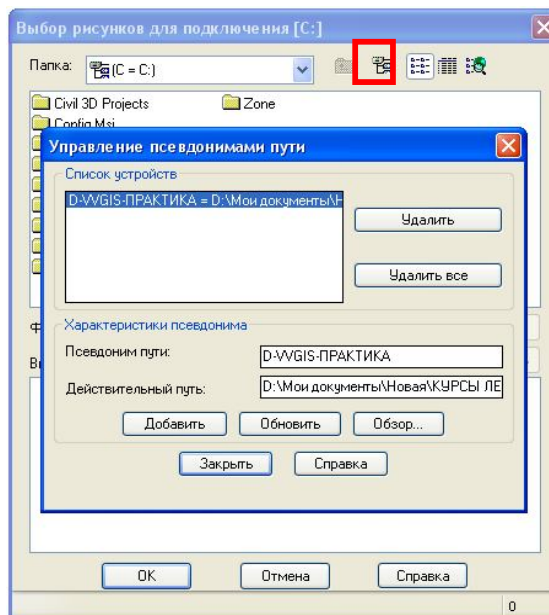 Выбор рисунков для подключения [C:]
Папка: (C = C:)
Civil 3D Projects Zone
Config.Msi
Управление псевдонимами пути
Список устройств
D-VVGIS-ПРАКТИКА = D:\Мои документы\Н
Удалить
Удалить все
Характеристики псевдонима
Псевдоним пути: D-VVGIS-ПРАКТИКА
Действительный путь: D:\Мои документы\Новая\КУРСЫ ЛЕ
Добавить Обновить Обзор...
Закрыть Справка
OK Отмена Справка
0